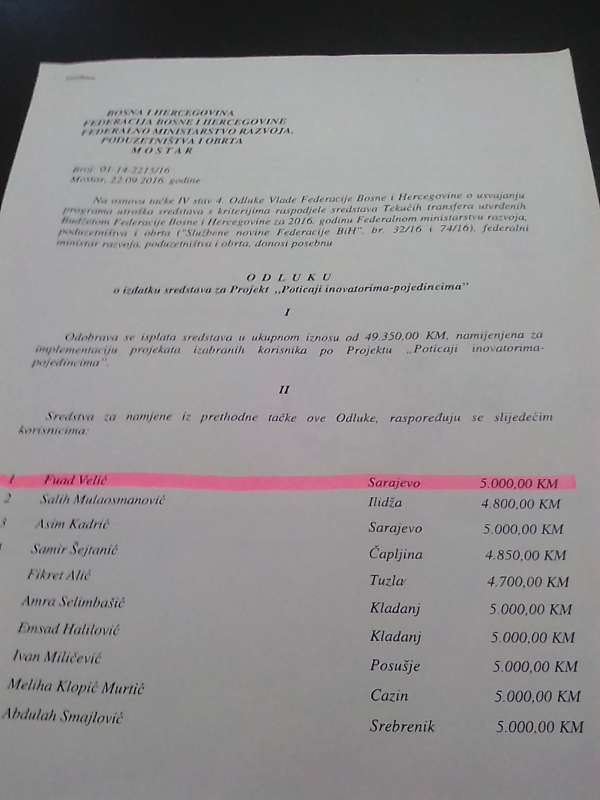 BOSNA I HERCEGOVINA
FEDERACIJA BOSNE I HERCEGOVINE
FEDERALNO MINISTARSTVO RAZVOJA,
PODUZETNIŠTVA I OBRTA
M O S T A R
Broj: 01-14-2215/16
Mostar, 22.09.2016. godine
Na osnovu tačke IV stav 4. Odluke Vlade Federacije Bosne i Hercegovine o usvajanju
programa utroška sredstava s kriterijima raspodjele sredstava Tekućih transfera utvrđenih
Budžetom Federacije Bosne i Hercegovine za 2016. godinu Federalnom ministarstvu razvoja,
poduzetništva i obrta ("Službene novine Federacije BiH", br. 32/16 i 74/16), federalni
ministar razvoja, poduzetništva i obrta, donosi posebnu
O D L U K U
o izdatku sredstava za Projekt „Poticaji inovatorima-pojedincima”
I
Odobrava se isplata sredstava u ukupnom iznosu od 49.350,00 KM, namijenjena za
implementaciju projekata izabranih korisnika po Projektu „Poticaji inovatorima-
pojedincima”.
II
Sredstva za namjene iz prethodne tačke ove Odluke, raspoređuju se slijedećim
korisnicima:
1 Fuad Velić Sarajevo 5.000,00 KM
2 Salih Mulaosmanović Ilidža 4.800,00 KM
3 Asim Kadrić Sarajevo 5.000,00 KM
Samir Šejtanić Čapljina 4.850,00 KM
Fikret Alić Tuzla 4.700,00 KM
Amra Selimbašić Kladanj 5.000,00 KM
Emsad Halilović Kladanj 5.000,00 KM
Ivan Miličević Posušje 5.000,00 KM
Meliha Klopić Murtić Cazin 5.000,00 KM
Abdulah Smajlović Srebrenik 5.000,00 KM